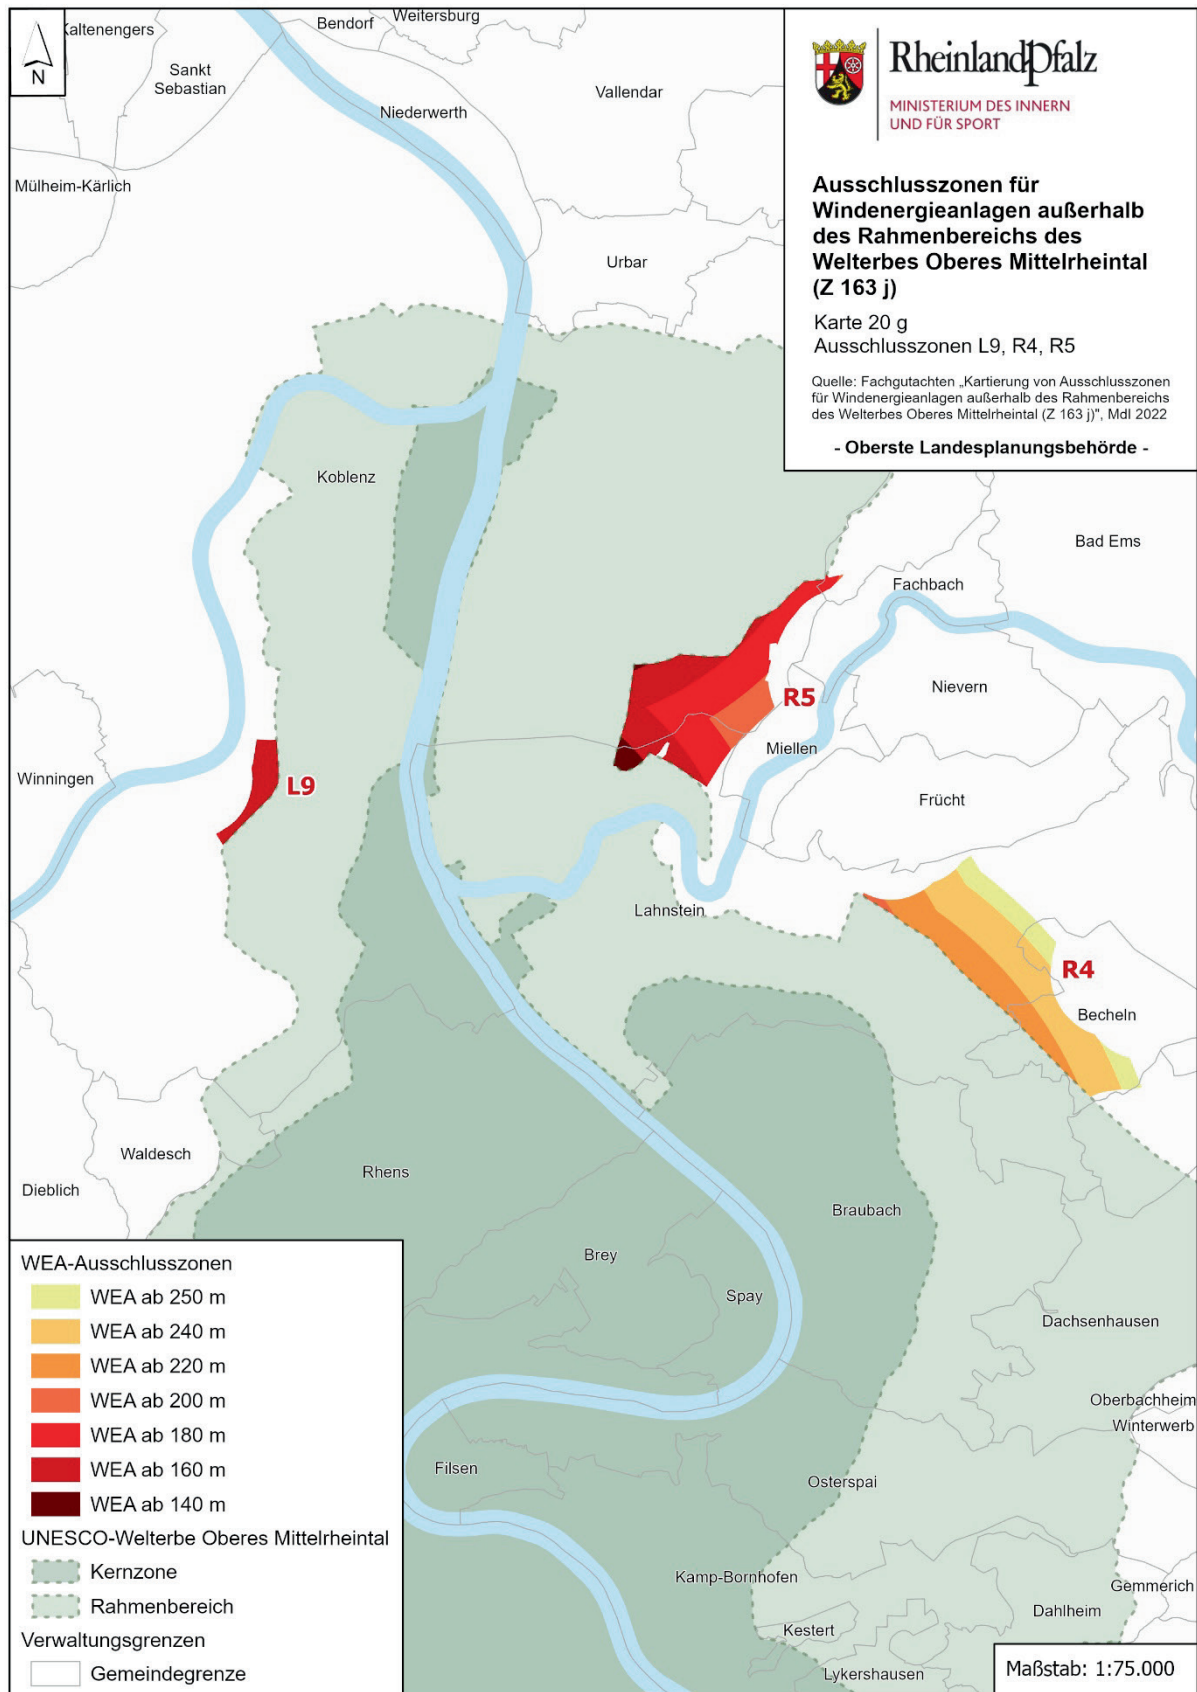 N
Kaltenengers
Bendorf
Weitersburg
Sankt
Sebastian
Niederwerth
Vallendar
Mülheim-Kärlich
Urbar
RheinlandPfalz
MINISTERIUM DES INNERN
UND FÜR SPORT
Ausschlusszonen für
Windenergieanlagen außerhalb
des Rahmenbereichs des
Welterbes Oberes Mittelrheintal
(Z 163 j)
Karte 20 g
Ausschlusszonen L9, R4, R5
Quelle: Fachgutachten „Kartierung von Ausschlusszonen
für Windenergieanlagen außerhalb des Rahmenbereichs
des Welterbes Oberes Mittelrheintal (Z 163 j)", MdI 2022
- Oberste Landesplanungsbehörde -
Koblenz
Bad Ems
Fachbach
Nievern
R5
Miellen
Winningen
L9
Frücht
Lahnstein
R4
Becheln
Waldesch
Dieblich
Rhens
Braubach
Brey
Spay
Dachsenhausen
Oberbachheim
Winterwerb
Filsen
Osterspai
Kamp-Bornhofen
Gemmerich
Dahlheim
Kestert
Lykershausen
WEA-Ausschlusszonen
WEA ab 250 m
WEA ab 240 m
WEA ab 220 m
WEA ab 200 m
WEA ab 180 m
WEA ab 160 m
WEA ab 140 m
UNESCO-Welterbe Oberes Mittelrheintal
Kernzone
Rahmenbereich
Verwaltungsgrenzen
Gemeindegrenze
Maßstab: 1:75.000